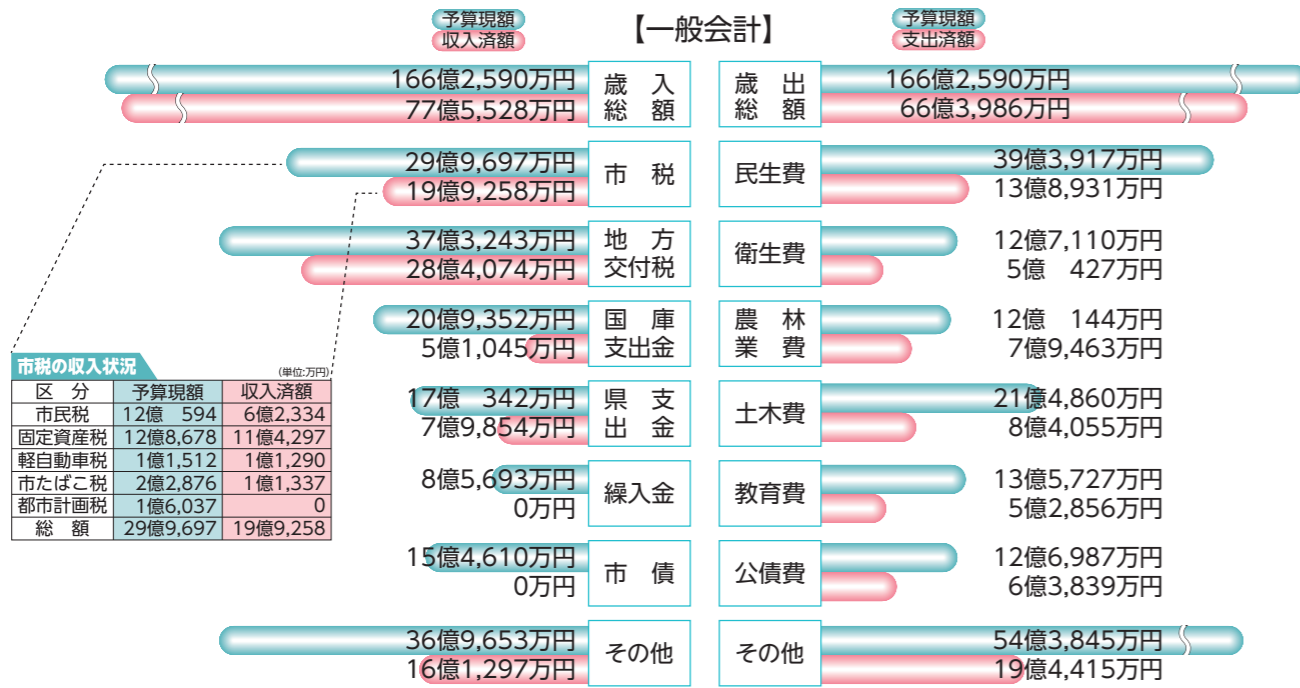 【一般会計】
予算現額
収入済額
予算現額
支出済額
歳入総額
166億2,590万円
77億5,528万円
市税
29億9,697万円
19億9,258万円
地方交付税
37億3,243万円
28億4,074万円
国庫支出金
20億9,352万円
5億1,045万円
県支出金
17億　342万円
7億9,854万円
繰入金
8億5,693万円
0万円
市債
15億4,610万円
0万円
その他
36億9,653万円
16億1,297万円
歳出総額
166億2,590万円
66億3,986万円
民生費
39億3,917万円
13億8,931万円
衛生費
12億7,110万円
5億　427万円
農林業費
12億　144万円
7億9,463万円
土木費
21億4,860万円
8億4,055万円
教育費
13億5,727万円
5億2,856万円
公債費
12億6,987万円
6億3,839万円
その他
54億3,845万円
19億4,415万円
市税の収入状況
(単位:万円)
区　分 予算現額 収入済額
市民税 12億　594 6億2,334
固定資産税 12億8,678 11億4,297
軽自動車税 1億1,512 1億1,290
市たばこ税 2億2,876 1億1,337
都市計画税 1億6,037 0
総　額 29億9,697 19億9,258